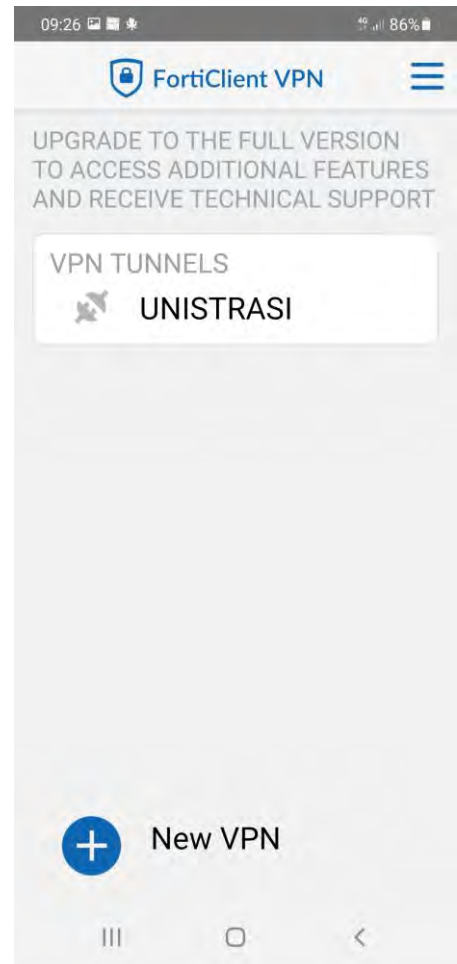 09:26 4G 86%
FortiClient VPN
UPGRADE TO THE FULL VERSION
TO ACCESS ADDITIONAL FEATURES
AND RECEIVE TECHNICAL SUPPORT
VPN TUNNELS
UNISTRASI
New VPN